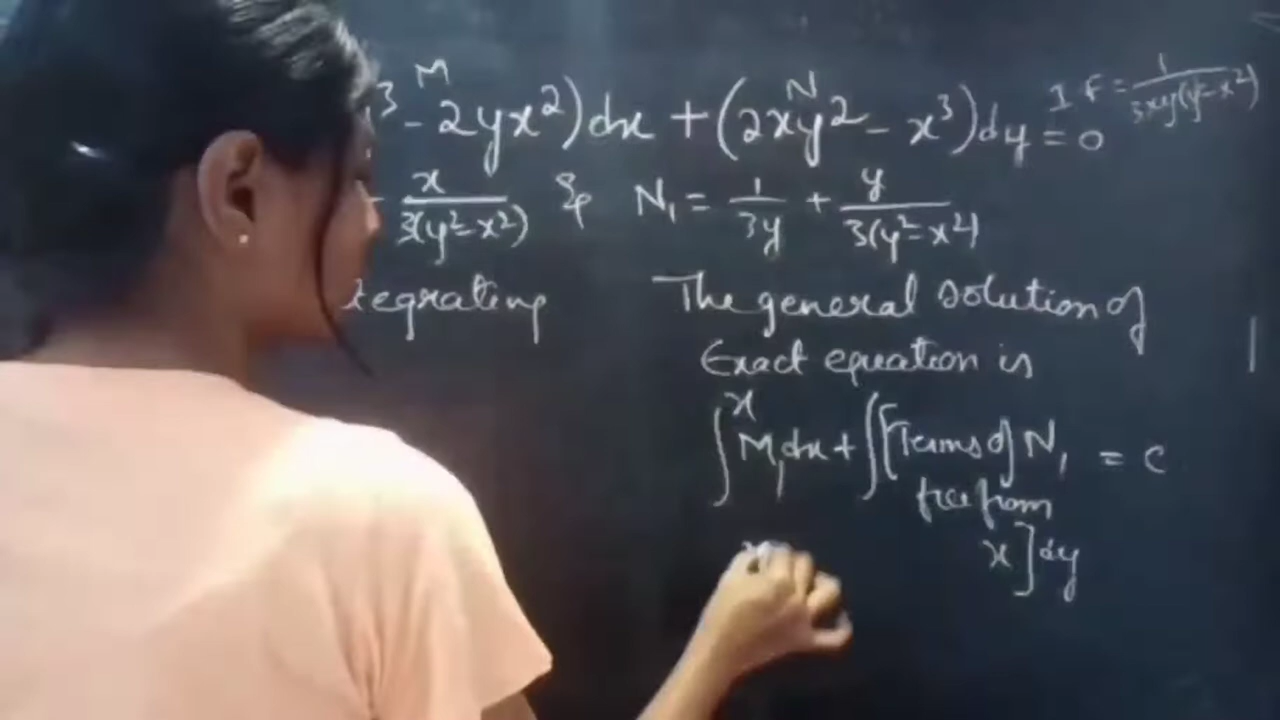 M N I.F = 1/3xy(y²-x²)
³ - 2yx²)dx + (2xy² - x³)dy = 0
- x/3(y²-x²) & N₁ = 1/3y + y/3(y²-x²)
tegrating The general solution of
Exact equation is
∫ˣ M₁dx + ∫[Terms of N₁ = c
free from
x]dy